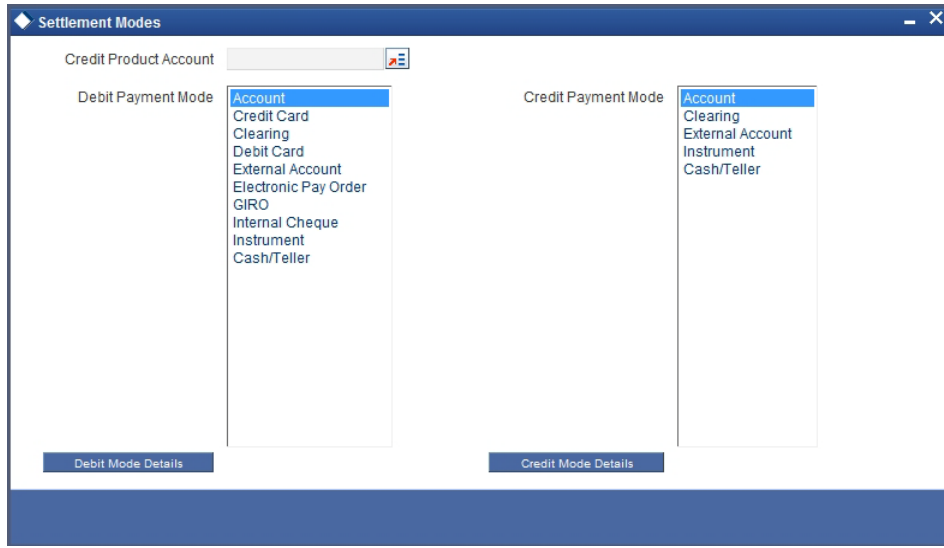 Settlement Modes
Credit Product Account
Debit Payment Mode
Account
Credit Card
Clearing
Debit Card
External Account
Electronic Pay Order
GIRO
Internal Cheque
Instrument
Cash/Teller
Credit Payment Mode
Account
Clearing
External Account
Instrument
Cash/Teller
Debit Mode Details
Credit Mode Details